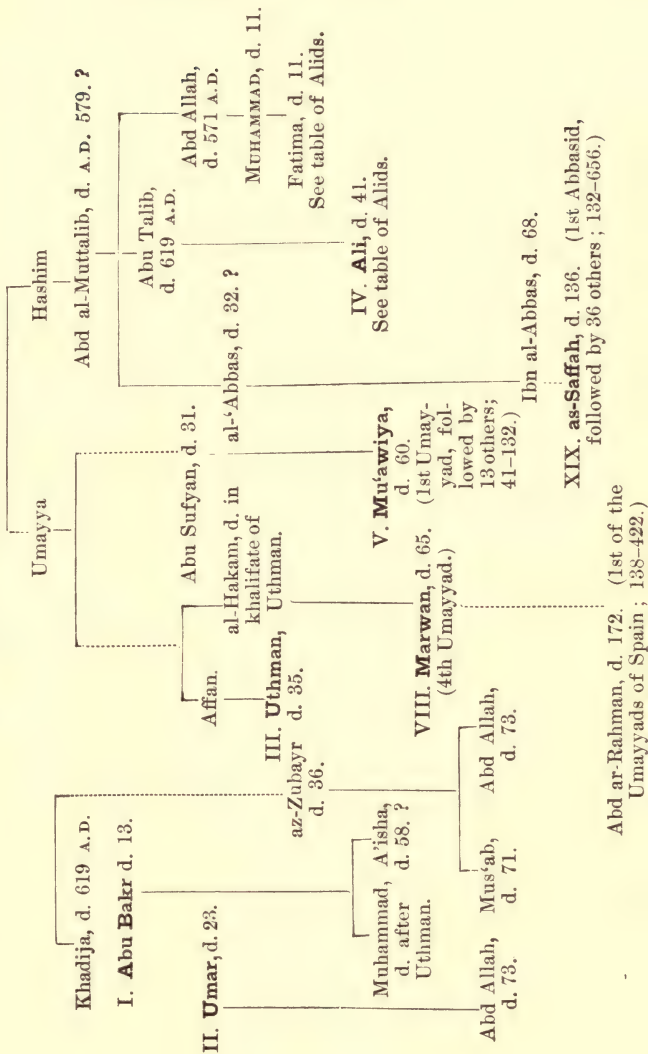 Umayya
Hashim
Abd al-Muttalib, d. A.D. 579. ?
Khadija, d. 619 A.D.
I. Abu Bakr d. 13.
II. Umar, d. 23.
Affan.
III. Uthman,
d. 35.
az-Zubayr
d. 36.
al-Hakam, d. in
khalifate of
Uthman.
Abu Sufyan, d. 31.
al-‘Abbas, d. 32. ?
Abu Talib,
d. 619 A.D.
Abd Allah,
d. 571 A.D.
MUHAMMAD, d. 11.
Fatima, d. 11.
See table of Alids.
Muhammad,
d. after
Uthman.
A’isha,
d. 58. ?
VIII. Marwan, d. 65.
(4th Umayyad.)
V. Mu‘awiya,
d. 60.
(1st Umay-
yad, fol-
lowed by
13 others;
41–132.)
IV. Ali, d. 41.
See table of Alids.
Abd Allah,
d. 73.
Mus‘ab,
d. 71.
Abd Allah,
d. 73.
Ibn al-Abbas, d. 68.
XIX. as-Saffah, d. 136. (1st Abbasid,
followed by 36 others; 132–656.)
Abd ar-Rahman, d. 172. (1st of the
Umayyads of Spain; 138–422.)